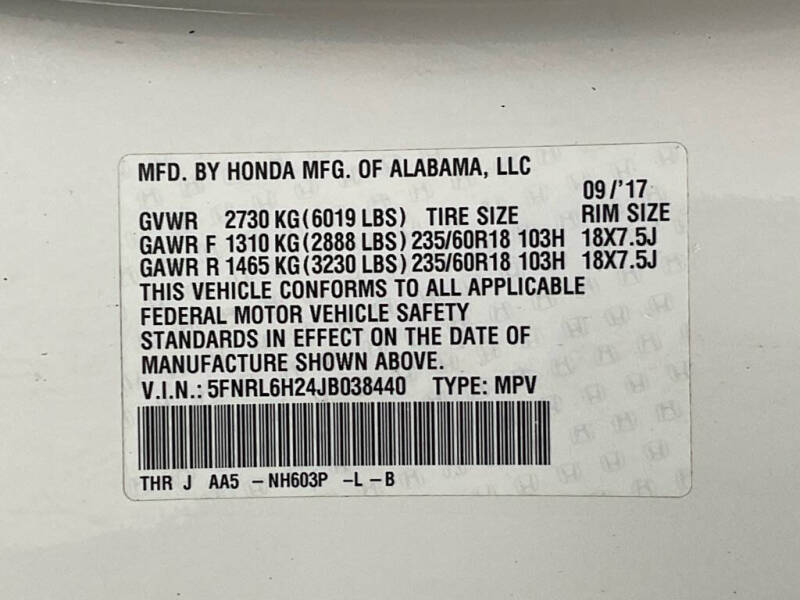 MFD. BY HONDA MFG. OF ALABAMA, LLC
09/'17
GVWR 2730 KG(6019 LBS) TIRE SIZE RIM SIZE
GAWR F 1310 KG(2888 LBS) 235/60R18 103H 18X7.5J
GAWR R 1465 KG(3230 LBS) 235/60R18 103H 18X7.5J
THIS VEHICLE CONFORMS TO ALL APPLICABLE
FEDERAL MOTOR VEHICLE SAFETY
STANDARDS IN EFFECT ON THE DATE OF
MANUFACTURE SHOWN ABOVE.
V.I.N.: 5FNRL6H24JB038440 TYPE: MPV
THR J AA5 -NH603P -L-B